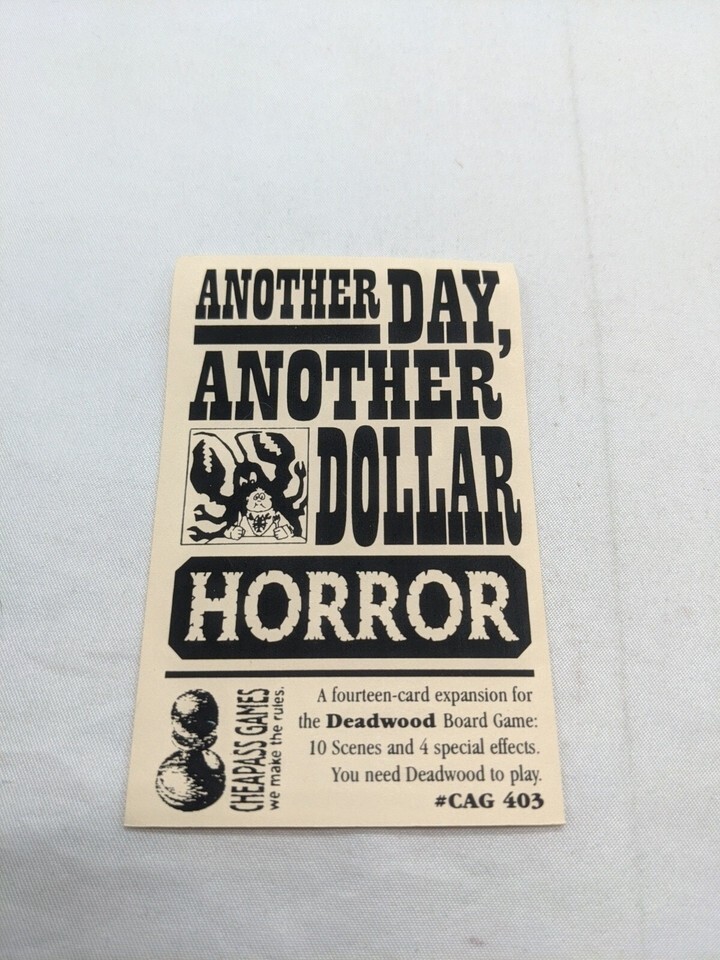 ANOTHER DAY,
ANOTHER
DOLLAR
HORROR
CHEAPASS GAMES
we make the rules.
A fourteen-card expansion for
the Deadwood Board Game:
10 Scenes and 4 special effects.
You need Deadwood to play.
#CAG 403